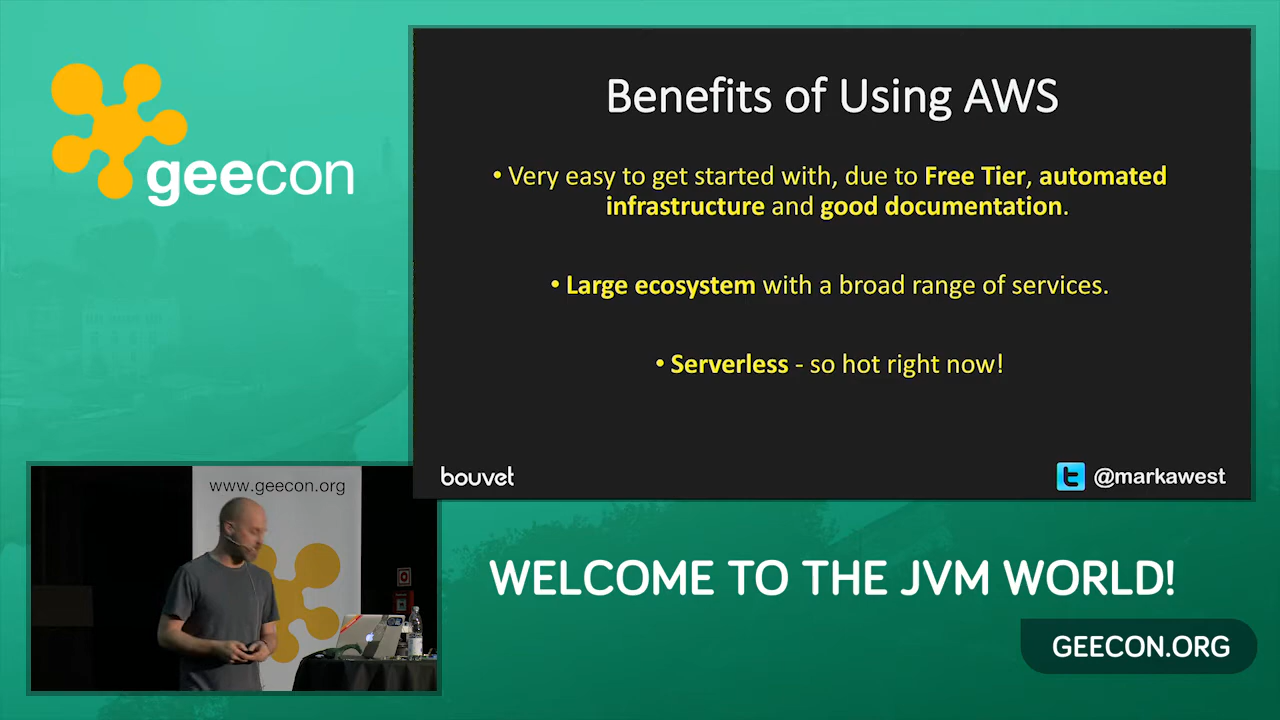 geecon
Benefits of Using AWS
• Very easy to get started with, due to Free Tier, automated
infrastructure and good documentation.
• Large ecosystem with a broad range of services.
• Serverless - so hot right now!
bouvet
@markawest
www.geecon.org
WELCOME TO THE JVM WORLD!
GEECON.ORG